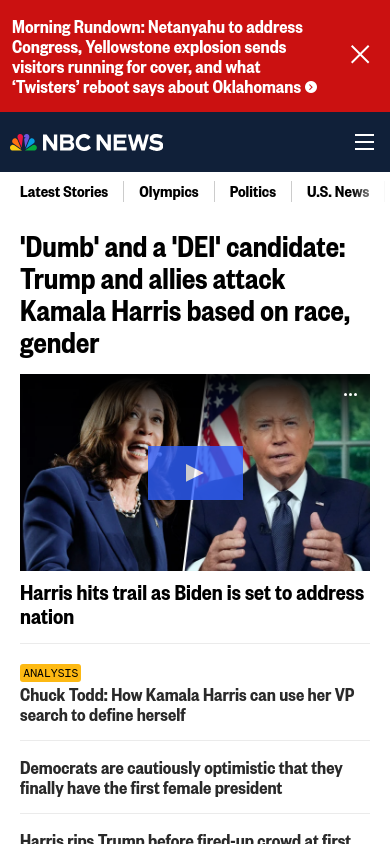 Morning Rundown: Netanyahu to address
Congress, Yellowstone explosion sends
visitors running for cover, and what
‘Twisters’ reboot says about Oklahomans
NBC NEWS
Latest Stories
Olympics
Politics
U.S. News
'Dumb' and a 'DEI' candidate:
Trump and allies attack
Kamala Harris based on race,
gender
Harris hits trail as Biden is set to address
nation
ANALYSIS
Chuck Todd: How Kamala Harris can use her VP
search to define herself
Democrats are cautiously optimistic that they
finally have the first female president
Harris rips Trump before fired-up crowd at first